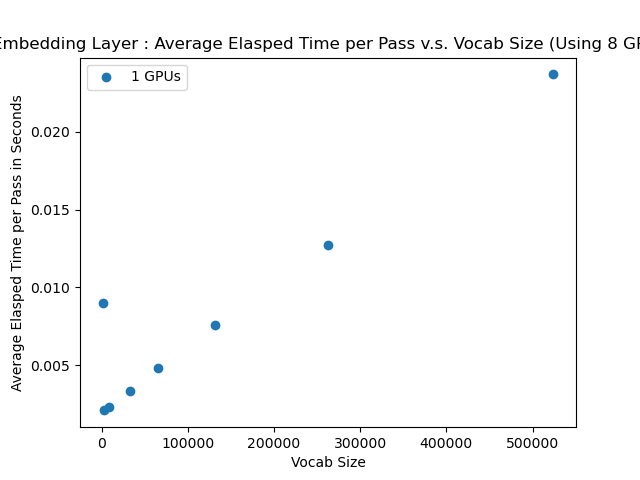 Embedding Layer : Average Elasped Time per Pass v.s. Vocab Size (Using 8
1 GPUs
0.020
0.015
0.010
0.005
Average Elasped Time per Pass in Seconds
0
100000
200000
300000
400000
500000
Vocab Size